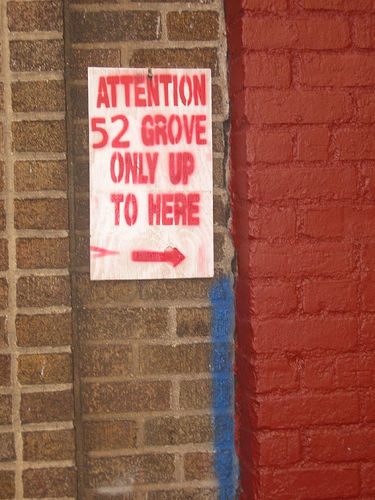 ATTENTION
52 GROVE
ONLY UP
TO HERE